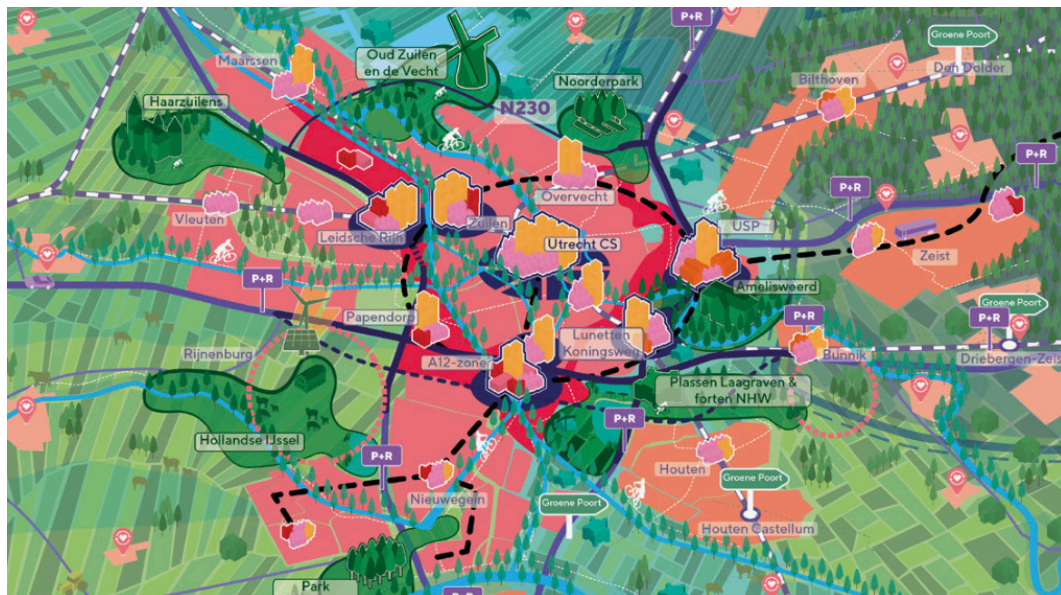 P+R
Groene Poort
Oud Zuilen
en de Vecht
Maarssen
Den Dolder
Noorderpark
Bilthoven
Haarzuilens
N230
P+R
P+R
Overvecht
Vleuten
Zuilen
USP
Leidsche Rijn
Utrecht CS
Zeist
P+R
Amelisweerd
Groene Poort
Papendorp
P+R
P+R
Lunetten
Koningsweg
Rijnenburg
A12-zone
Bunnik
Driebergen-Zeist
Plassen Laagraven &
forten NHW
P+R
Hollandse IJssel
P+R
Houten
Nieuwegein
Groene Poort
Groene Poort
Houten Castellum
Park
P+R